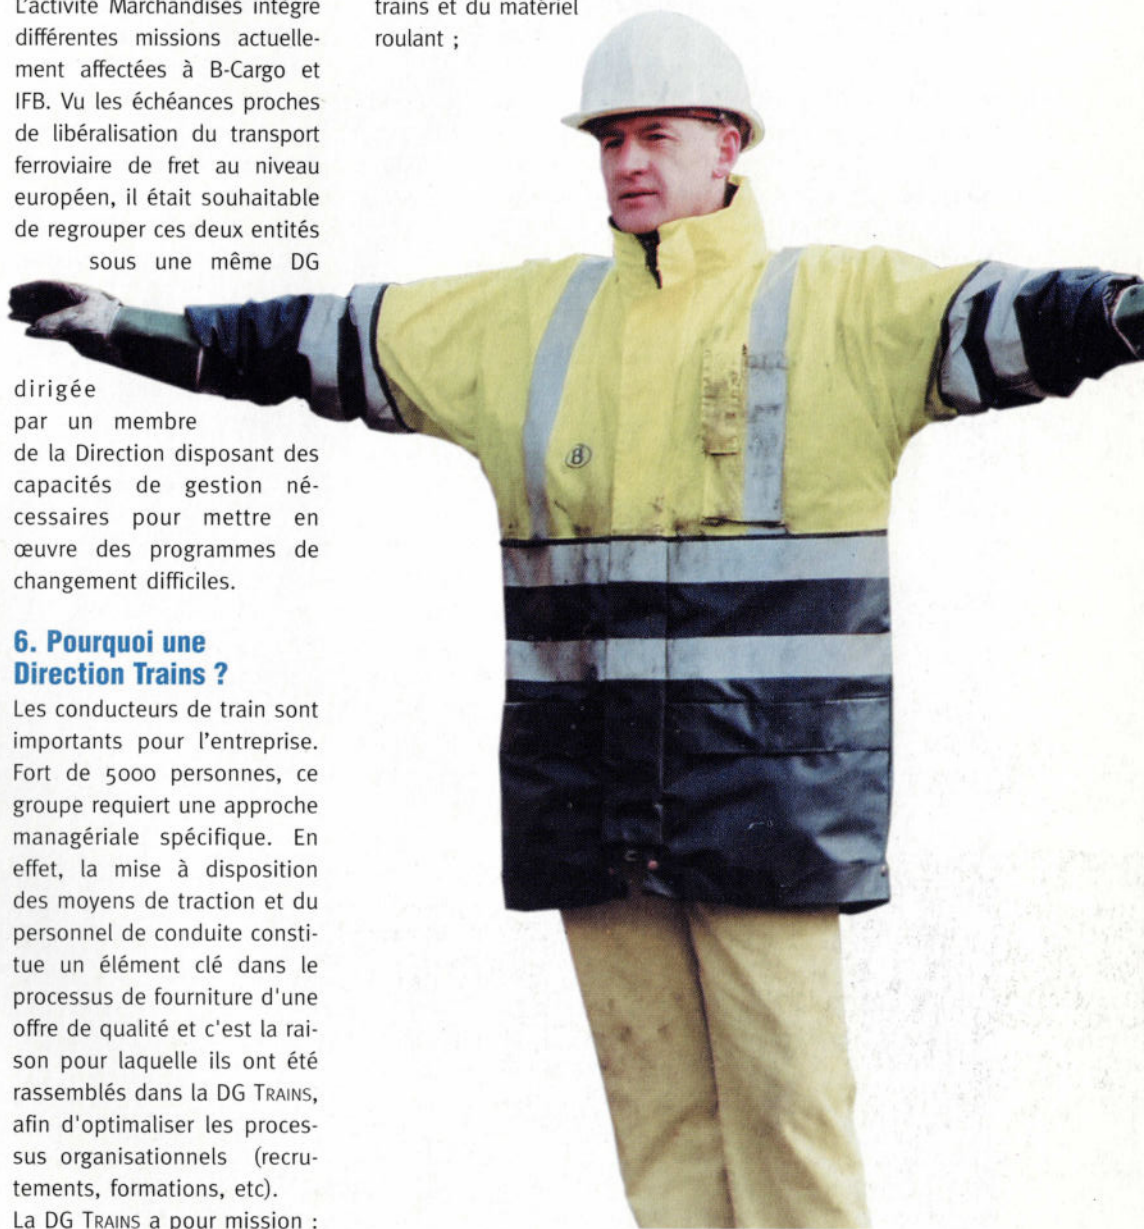 L'activité Marchandises intègre
différentes missions actuelle-
ment affectées à B-Cargo et
IFB. Vu les échéances proches
de libéralisation du transport
ferroviaire de fret au niveau
européen, il était souhaitable
de regrouper ces deux entités
sous une même DG
dirigée
par un membre
de la Direction disposant des
capacités de gestion né-
cessaires pour mettre en
œuvre des programmes de
changement difficiles.
6. Pourquoi une
Direction Trains ?
Les conducteurs de train sont
importants pour l'entreprise.
Fort de 5000 personnes, ce
groupe requiert une approche
managériale spécifique. En
effet, la mise à disposition
des moyens de traction et du
personnel de conduite consti-
tue un élément clé dans le
processus de fourniture d'une
offre de qualité et c'est la rai-
son pour laquelle ils ont été
rassemblés dans la DG TRAINS,
afin d'optimaliser les proces-
sus organisationnels (recru-
tements, formations, etc).
La DG TRAINS a pour mission :
trains et du matériel
roulant ;
B